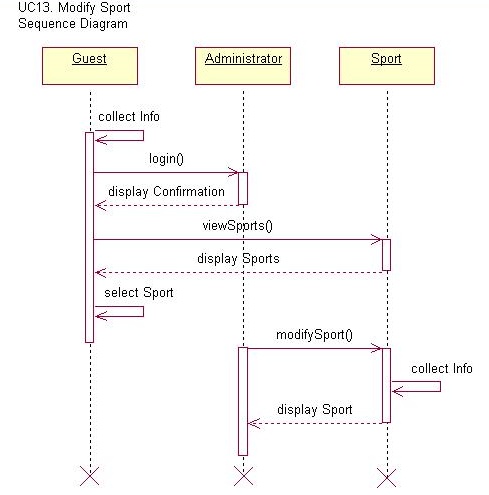 UC13. Modify Sport
Sequence Diagram
Guest
Administrator
Sport
collect Info
login()
display Confirmation
viewSports()
display Sports
select Sport
modifySport()
collect Info
display Sport